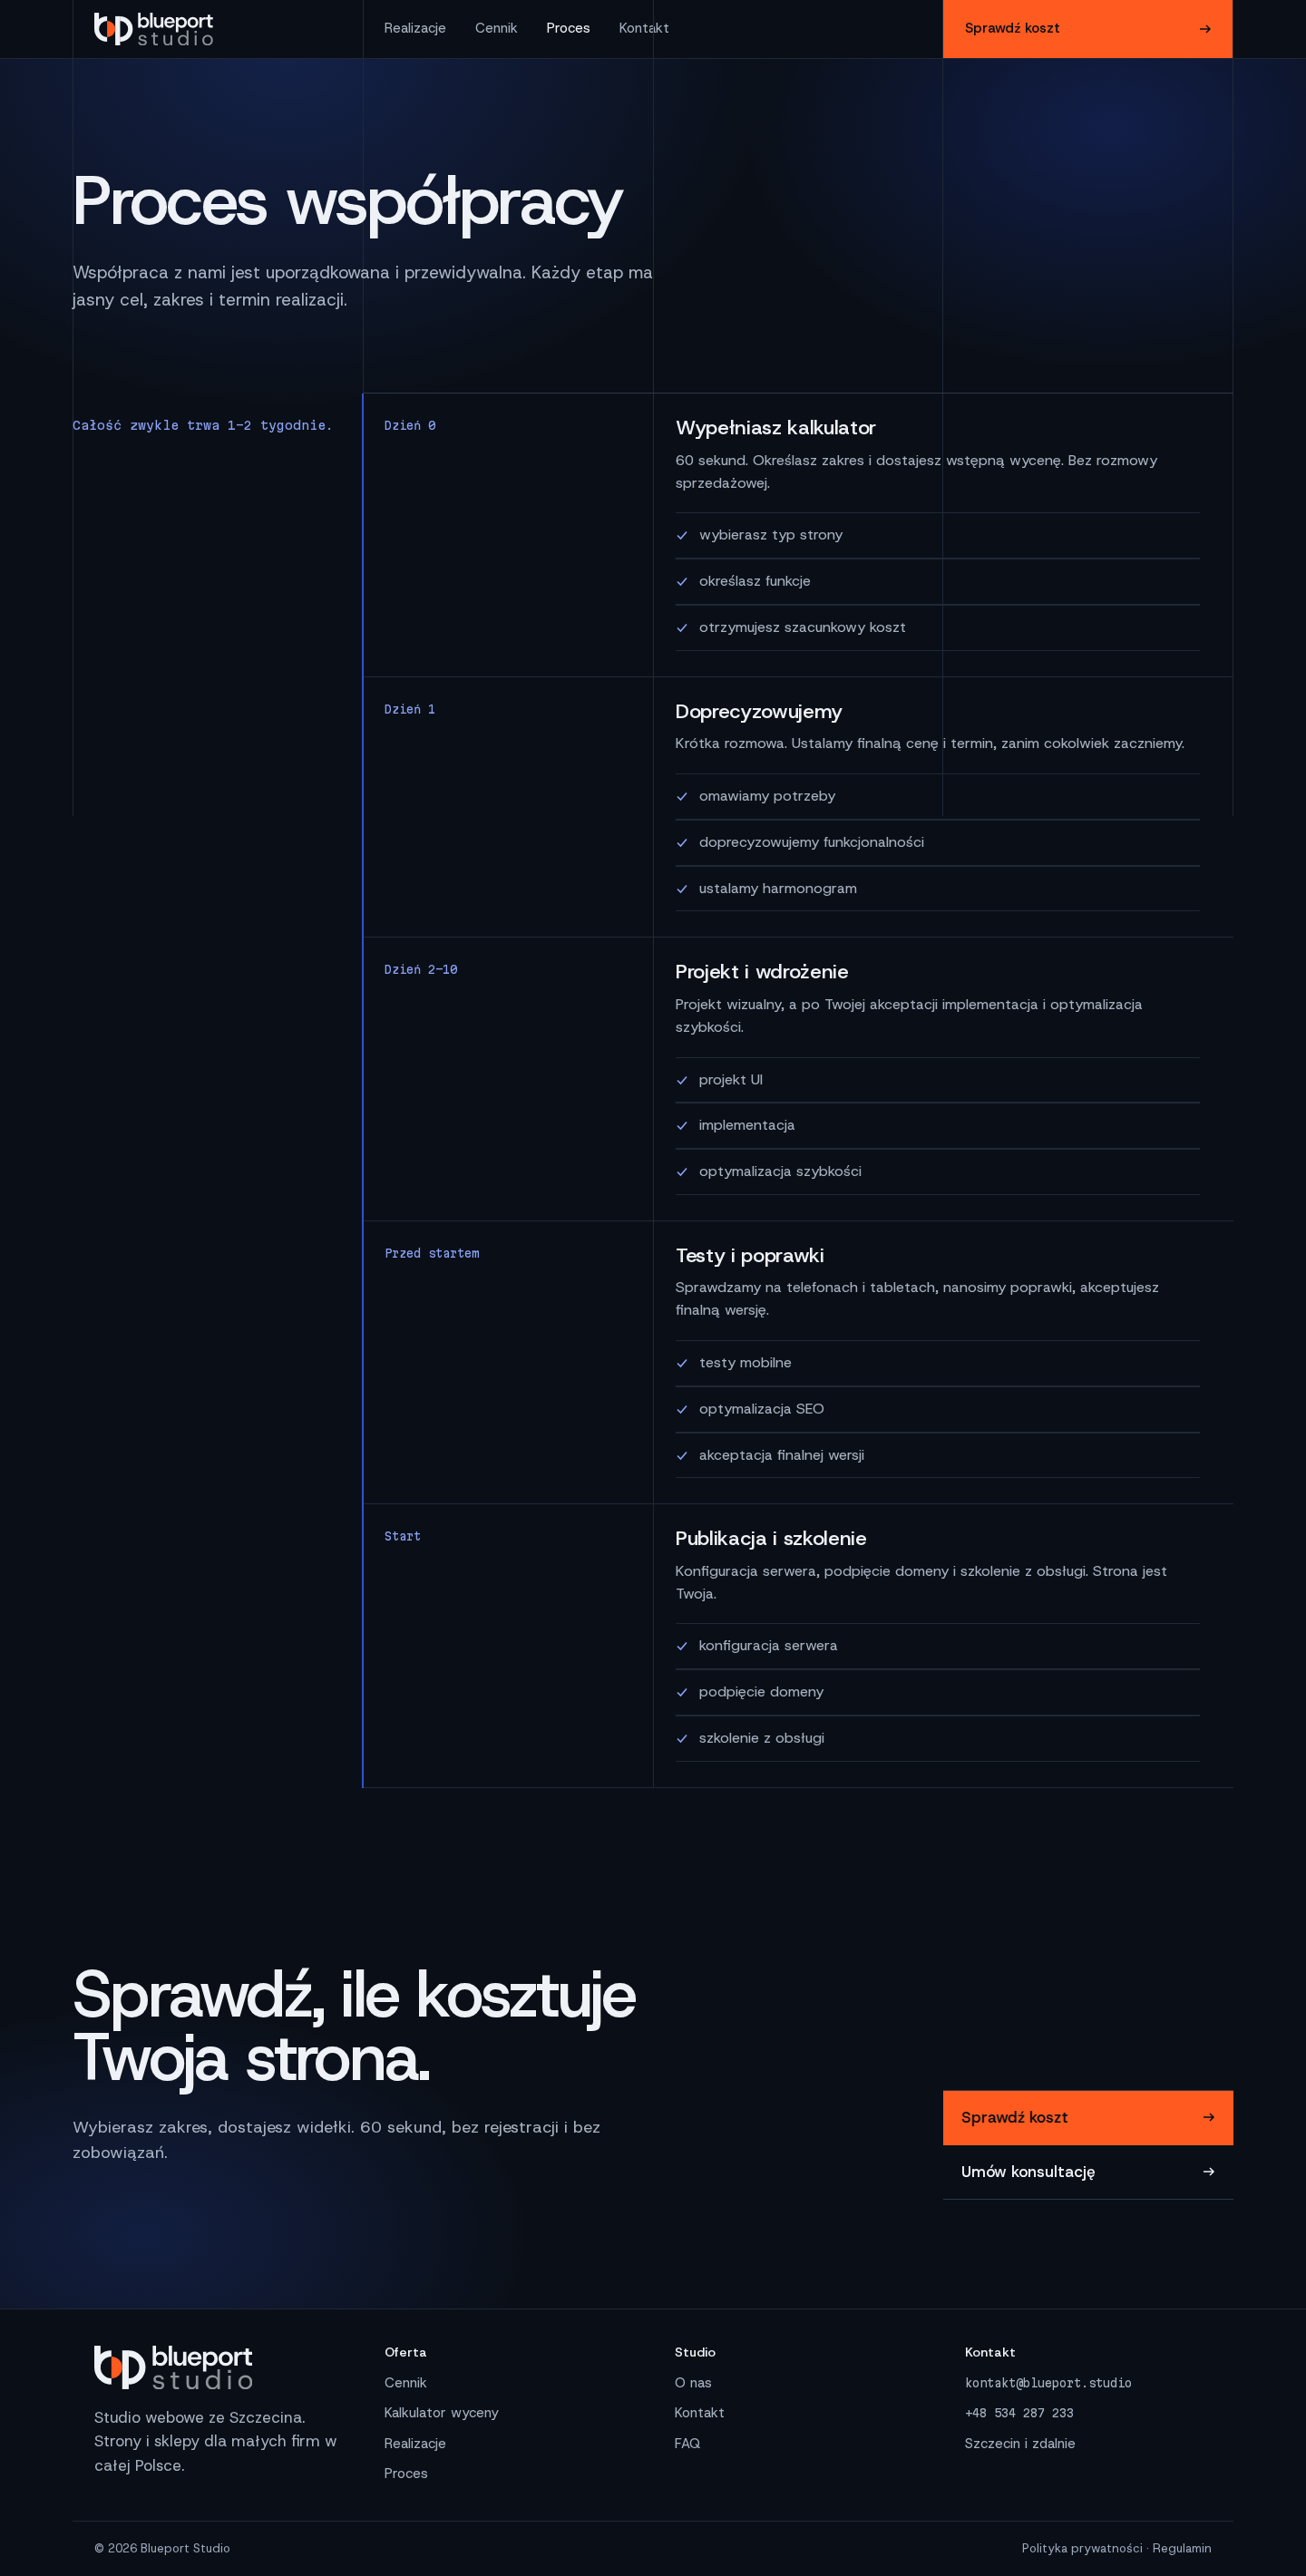 blueport
studio
Realizacje
Cennik
Proces
Kontakt
Sprawdź koszt
Proces współpracy
Współpraca z nami jest uporządkowana i przewidywalna. Każdy etap ma
jasny cel, zakres i termin realizacji.
Całość zwykle trwa 1–2 tygodnie.
Dzień 0
Wypełniasz kalkulator
60 sekund. Określasz zakres i dostajesz wstępną wycenę. Bez rozmowy
sprzedażowej.
wybierasz typ strony
określasz funkcje
otrzymujesz szacunkowy koszt
Dzień 1
Doprecyzowujemy
Krótka rozmowa. Ustalamy finalną cenę i termin, zanim cokolwiek zaczniemy.
omawiamy potrzeby
doprecyzowujemy funkcjonalności
ustalamy harmonogram
Dzień 2–10
Projekt i wdrożenie
Projekt wizualny, a po Twojej akceptacji implementacja i optymalizacja
szybkości.
projekt UI
implementacja
optymalizacja szybkości
Przed startem
Testy i poprawki
Sprawdzamy na telefonach i tabletach, nanosimy poprawki, akceptujesz
finalną wersję.
testy mobilne
optymalizacja SEO
akceptacja finalnej wersji
Start
Publikacja i szkolenie
Konfiguracja serwera, podpięcie domeny i szkolenie z obsługi. Strona jest
Twoja.
konfiguracja serwera
podpięcie domeny
szkolenie z obsługi
Sprawdź, ile kosztuje
Twoja strona.
Wybierasz zakres, dostajesz widełki. 60 sekund, bez rejestracji i bez
zobowiązań.
Sprawdź koszt
Umów konsultację
blueport
studio
Studio webowe ze Szczecina.
Strony i sklepy dla małych firm w
całej Polsce.
Oferta
Cennik
Kalkulator wyceny
Realizacje
Proces
Studio
O nas
Kontakt
FAQ
Kontakt
kontakt@blueport.studio
+48 534 287 233
Szczecin i zdalnie
© 2026 Blueport Studio
Polityka prywatności · Regulamin